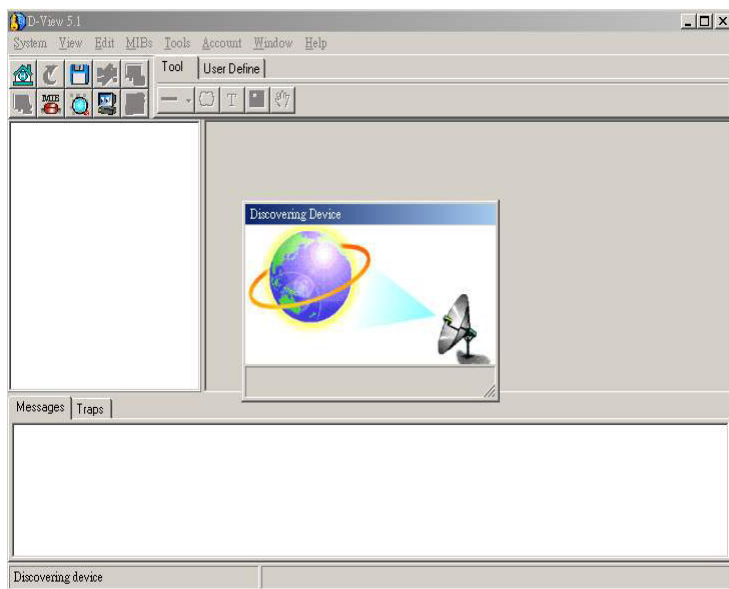 D-View 5.1
System View Edit MIBs Tools Account Window Help
Tool User Define
MIB
T
Discovering Device
Messages Traps
Discovering device